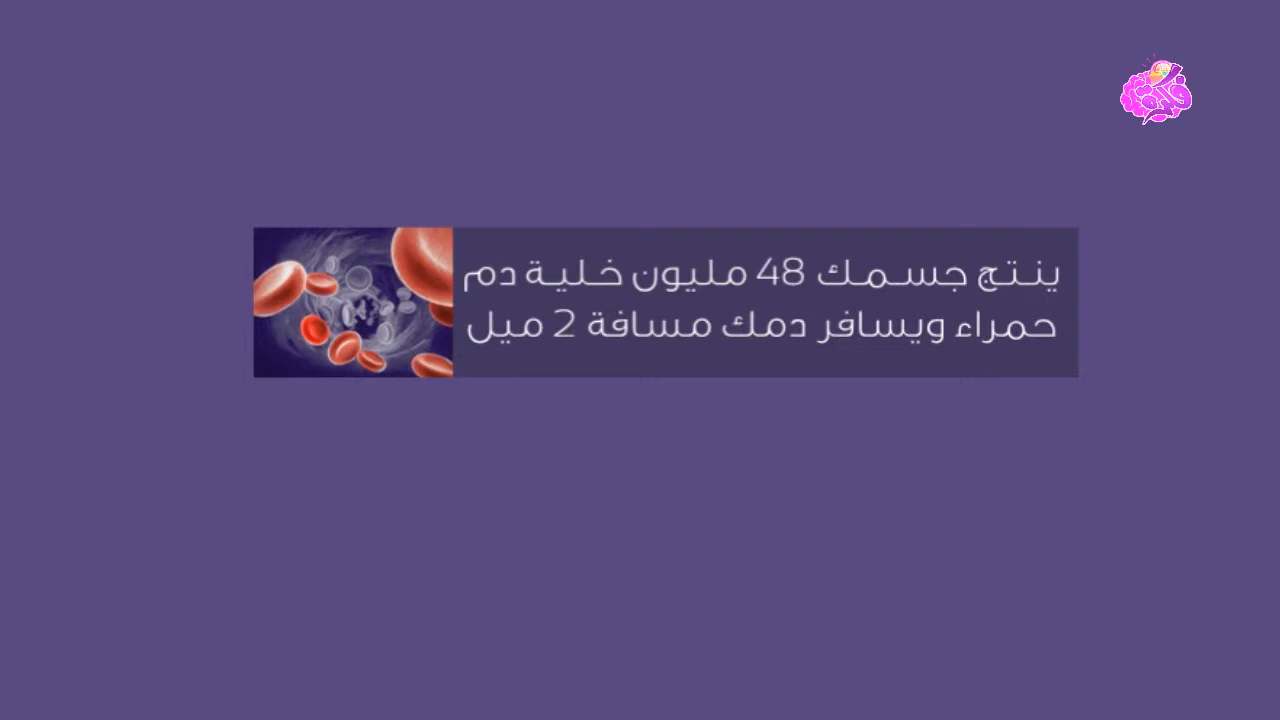 ينتج جسمك 48 مليون خلية دم
حمراء ويسافر دمك مسافة 2 ميل